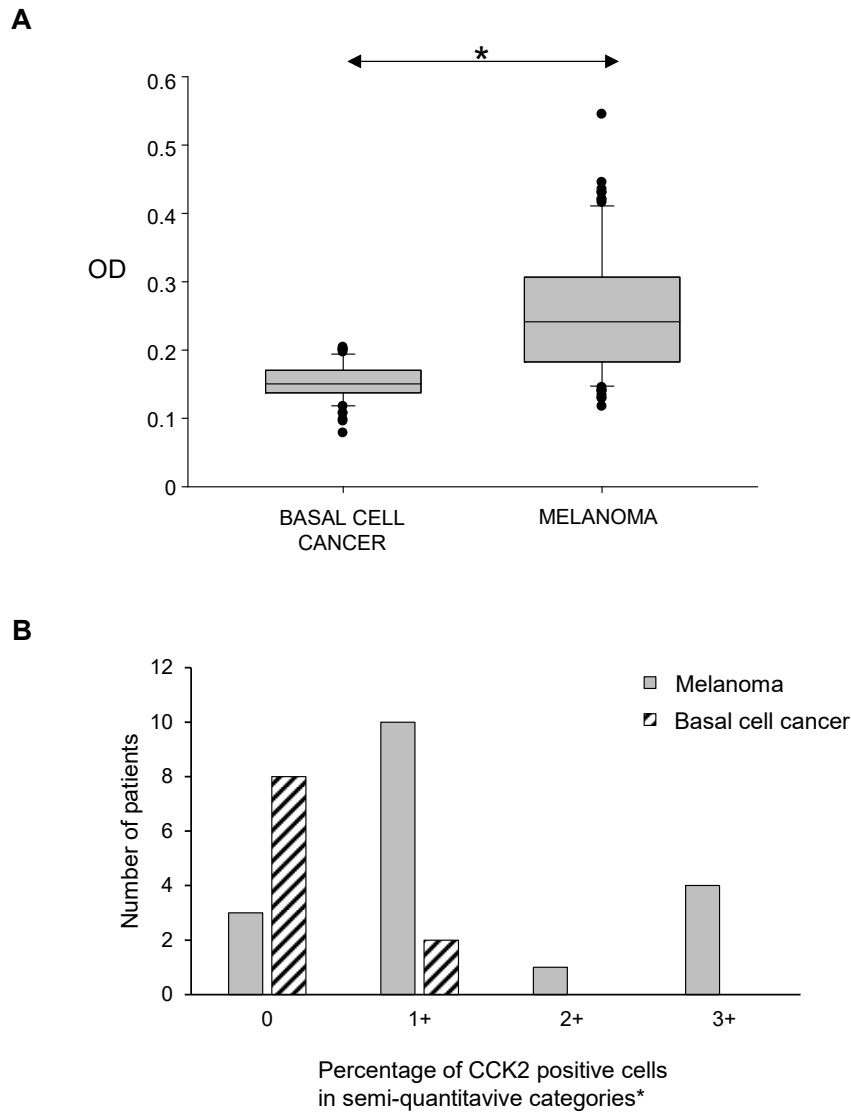 A
*
0.6
0.5
0.4
0.3
0.2
0.1
0
OD
BASAL CELL
CANCER
MELANOMA
B
12
10
8
6
4
2
0
Number of patients
Melanoma
Basal cell cancer
0
1+
2+
3+
Percentage of CCK2 positive cells
in semi-quantitavive categories*